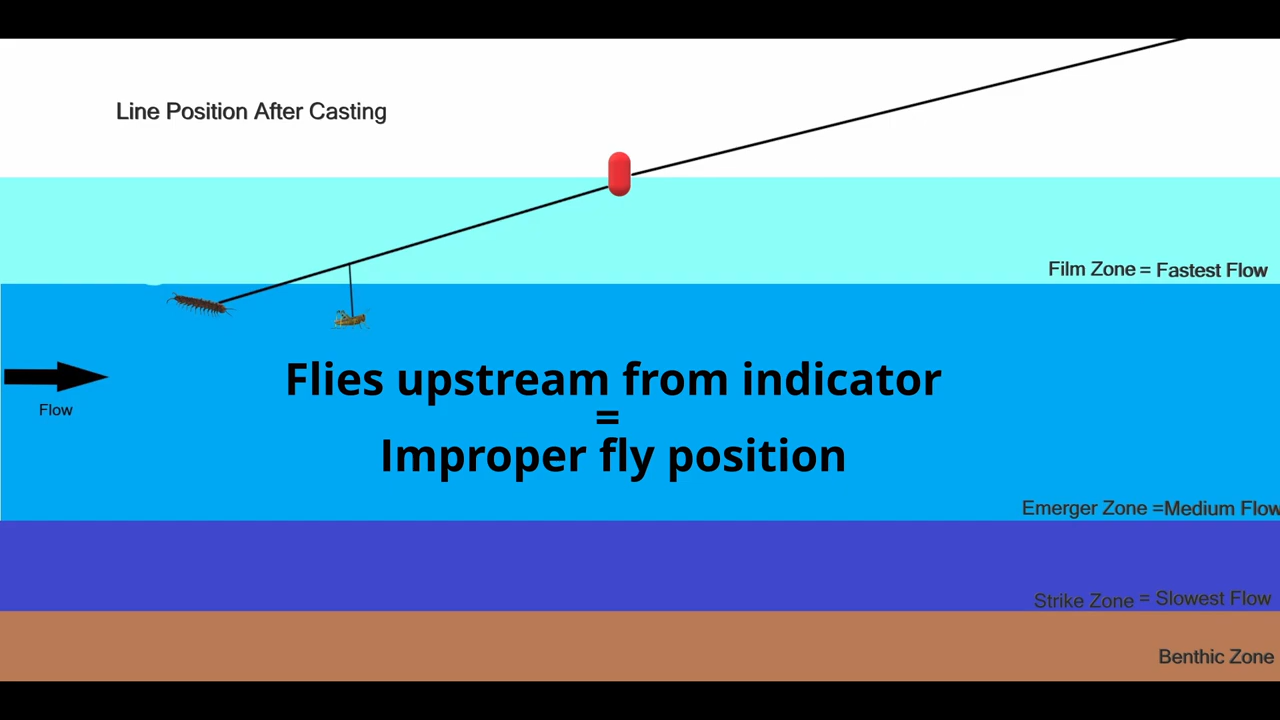 Line Position After Casting
Film Zone = Fastest Flow
Flow
Flies upstream from indicator
=
Improper fly position
Emerger Zone =Medium Flow
Strike Zone = Slowest Flow
Benthic Zone